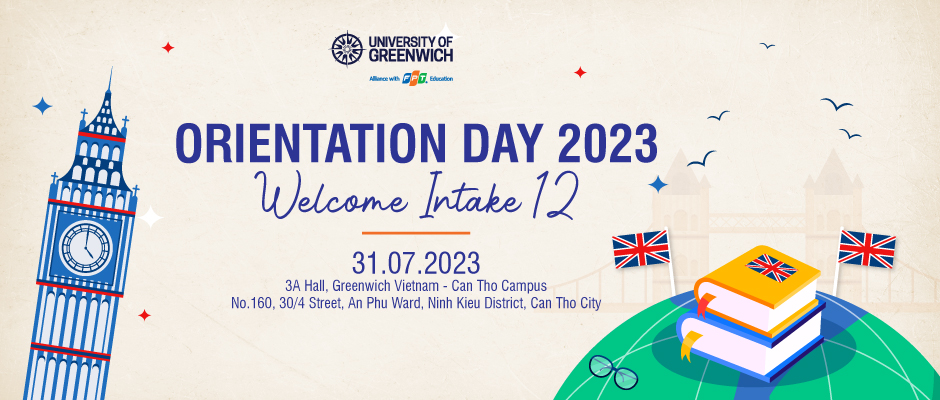 UNIVERSITY OF
GREENWICH
Alliance with FPT. Education
ORIENTATION DAY 2023
Welcome Intake 12
31.07.2023
3A Hall, Greenwich Vietnam - Can Tho Campus
No.160, 30/4 Street, An Phu Ward, Ninh Kieu District, Can Tho City